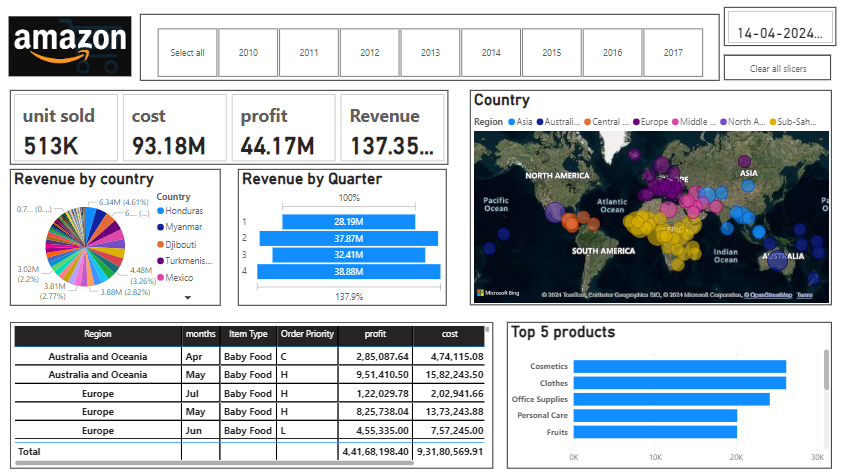 amazon
Select all
2010
2011
2012
2013
2014
2015
2016
2017
14-04-2024...
Clear all slicers
unit sold
513K
cost
93.18M
profit
44.17M
Revenue
137.35...
Country
Region
Asia
Australi...
Central ...
Europe
Middle ...
North A...
Sub-Sah...
NORTH AMERICA
ASIA
Pacific
Ocean
Atlantic
Ocean
SOUTH AMERICA
Indian
Ocean
AUSTRALIA
Microsoft Bing
© 2024 TomTom, Earthstar Geographics SIO, © 2024 Microsoft Corporation, © OpenStreetMap Terms
Revenue by country
6.34M (4.61%)
6.... (...)
4.48M
(3.26%)
3.88M (2.82%)
3.81M
(2.77%)
3.02M
(2.2%)
0.7... (0....)
Country
Honduras
Myanmar
Djibouti
Turkmenis...
Mexico
Revenue by Quarter
100%
1 28.19M
2 37.87M
3 32.41M
4 38.88M
137.9%
Region months Item Type Order Priority profit cost
Australia and Oceania Apr Baby Food C 2,85,087.64 4,74,115.08
Australia and Oceania May Baby Food H 9,51,410.50 15,82,243.50
Europe Jul Baby Food H 1,22,029.78 2,02,941.66
Europe May Baby Food H 8,25,738.04 13,73,243.88
Europe Jun Baby Food L 4,55,335.00 7,57,245.00
Total 4,41,68,198.40 9,31,80,569.91
Top 5 products
Cosmetics
Clothes
Office Supplies
Personal Care
Fruits
0K 10K 20K 30K